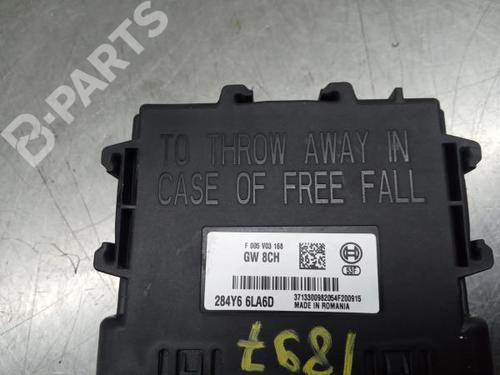 B-PARTS
TO THROW AWAY IN
CASE OF FREE FALL
F 005 V03 168
GW 8CH
BOSCH
SBF
284Y6 6LA6D
3713300982054F200915
MADE IN ROMANIA
1897